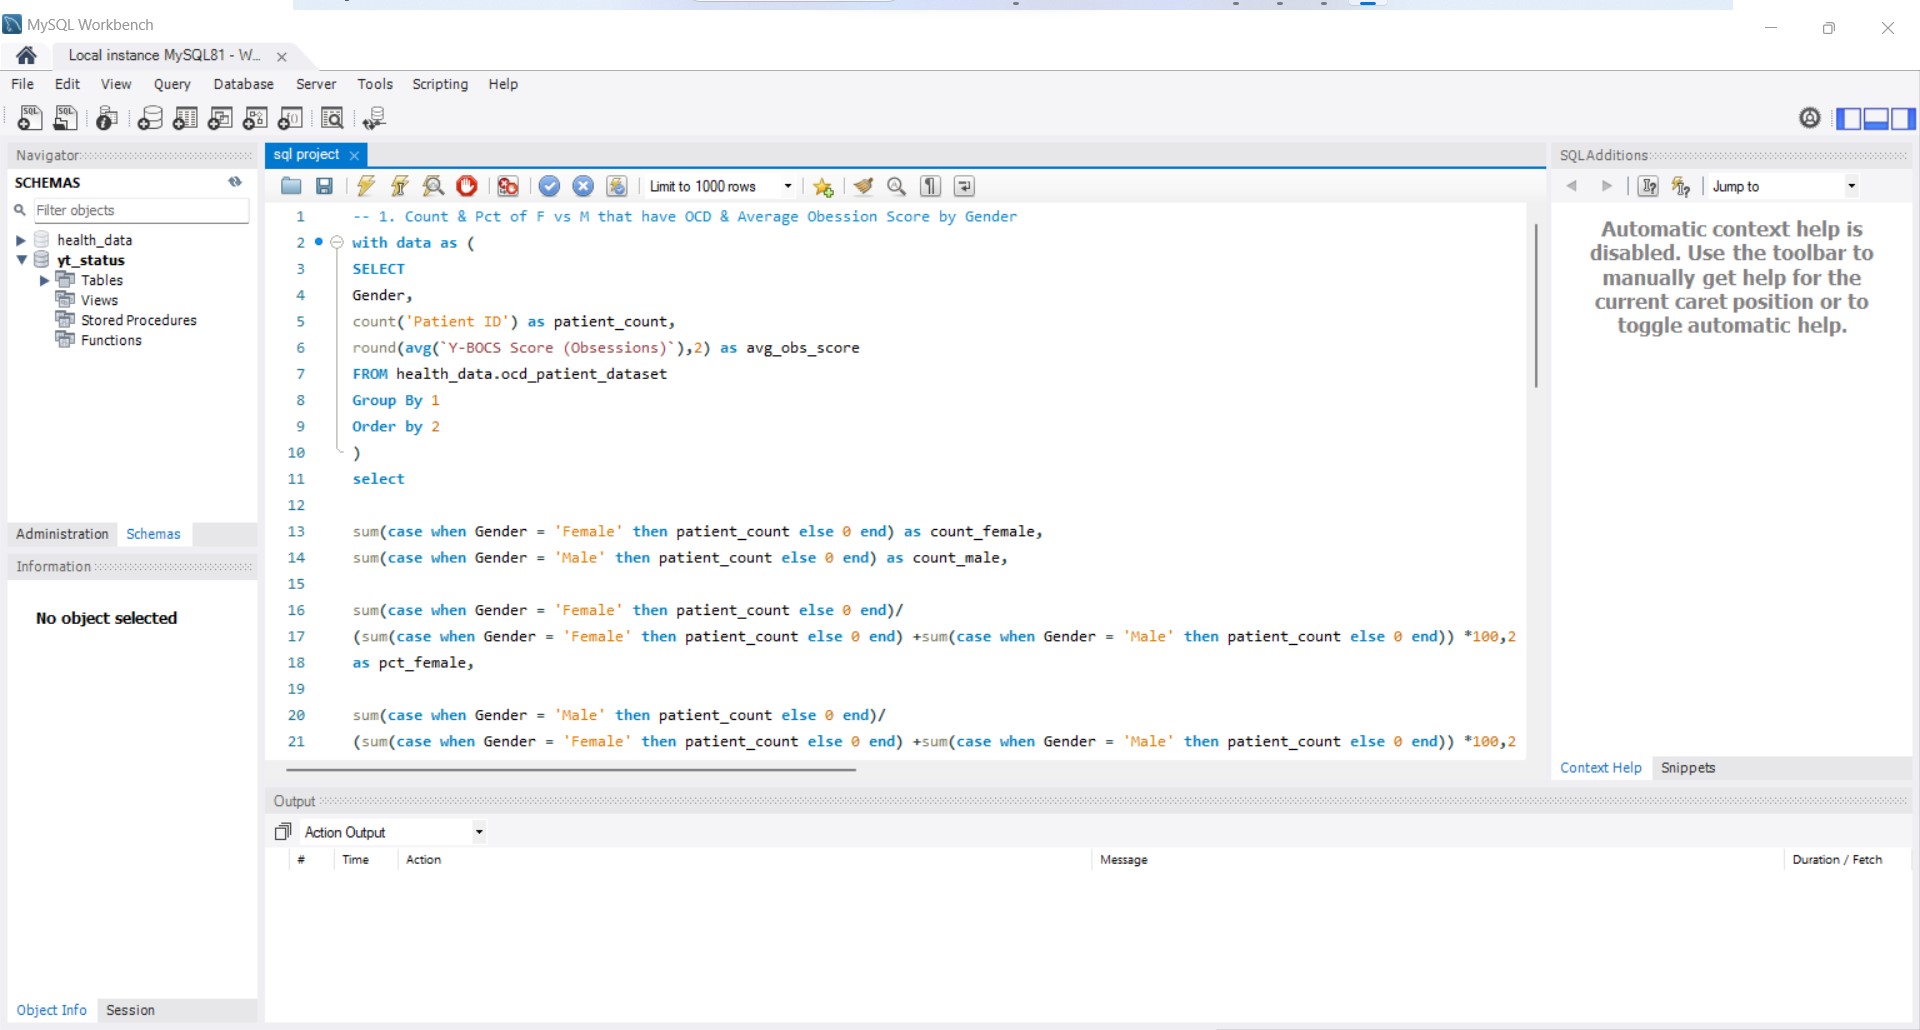 MySQL Workbench
Local instance MySQL81 - W...
File Edit View Query Database Server Tools Scripting Help
Navigator
SCHEMAS
Filter objects
health_data
yt_status
Tables
Views
Stored Procedures
Functions
Administration Schemas
Information
No object selected
Object Info Session
sql project
Limit to 1000 rows
1 -- 1. Count & Pct of F vs M that have OCD & Average Obession Score by Gender
2 with data as (
3 SELECT
4 Gender,
5 count('Patient ID') as patient_count,
6 round(avg(`Y-BOCS Score (Obsessions)`),2) as avg_obs_score
7 FROM health_data.ocd_patient_dataset
8 Group By 1
9 Order by 2
10 )
11 select
12
13 sum(case when Gender = 'Female' then patient_count else 0 end) as count_female,
14 sum(case when Gender = 'Male' then patient_count else 0 end) as count_male,
15
16 sum(case when Gender = 'Female' then patient_count else 0 end)/
17 (sum(case when Gender = 'Female' then patient_count else 0 end) +sum(case when Gender = 'Male' then patient_count else 0 end)) *100,2
18 as pct_female,
19
20 sum(case when Gender = 'Male' then patient_count else 0 end)/
21 (sum(case when Gender = 'Female' then patient_count else 0 end) +sum(case when Gender = 'Male' then patient_count else 0 end)) *100,2
SQLAdditions
Jump to
Automatic context help is
disabled. Use the toolbar to
manually get help for the
current caret position or to
toggle automatic help.
Context Help Snippets
Output
Action Output
# Time Action Message Duration / Fetch